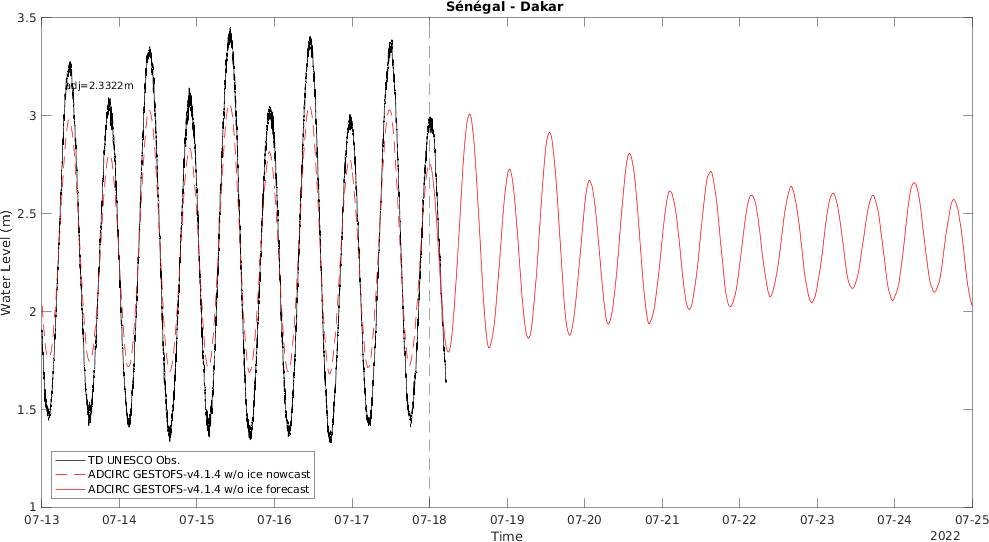 Sénégal - Dakar
3.5
3
2.5
2
1.5
1
Water Level (m)
adj=2.3322m
TD UNESCO Obs.
ADCIRC GESTOFS-v4.1.4 w/o ice nowcast
ADCIRC GESTOFS-v4.1.4 w/o ice forecast
07-13 07-14 07-15 07-16 07-17 07-18 07-19 07-20 07-21 07-22 07-23 07-24 07-25
Time
2022